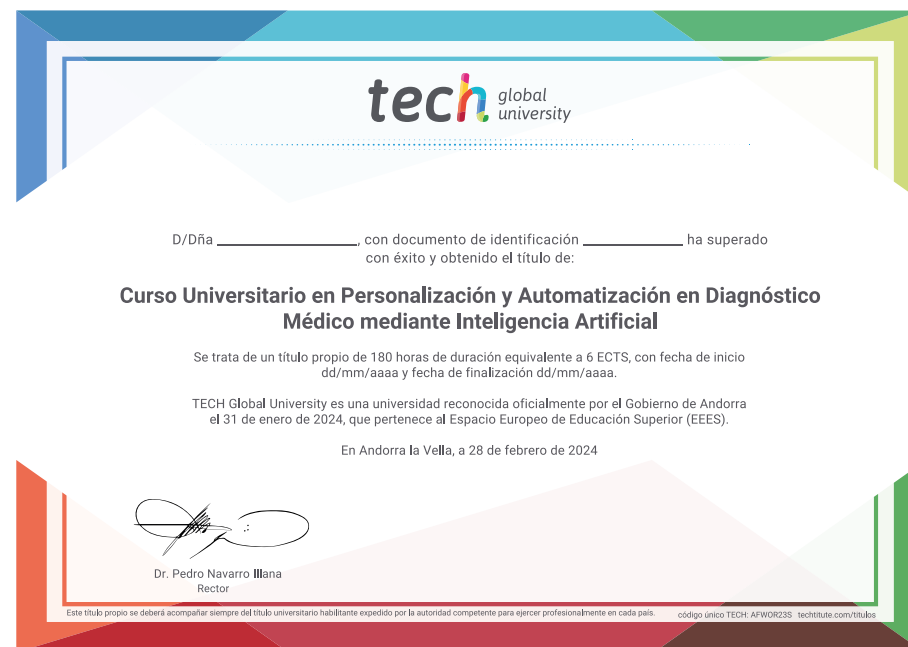 tech global
university
D/Dña ____________________, con documento de identificación ______________ ha superado
con éxito y obtenido el título de:
Curso Universitario en Personalización y Automatización en Diagnóstico
Médico mediante Inteligencia Artificial
Se trata de un título propio de 180 horas de duración equivalente a 6 ECTS, con fecha de inicio
dd/mm/aaaa y fecha de finalización dd/mm/aaaa.
TECH Global University es una universidad reconocida oficialmente por el Gobierno de Andorra
el 31 de enero de 2024, que pertenece al Espacio Europeo de Educación Superior (EEES).
En Andorra la Vella, a 28 de febrero de 2024
Dr. Pedro Navarro Illana
Rector
Este título propio se deberá acompañar siempre del título universitario habilitante expedido por la autoridad competente para ejercer profesionalmente en cada país. código único TECH: AFWOR23S techtitute.com/titulos